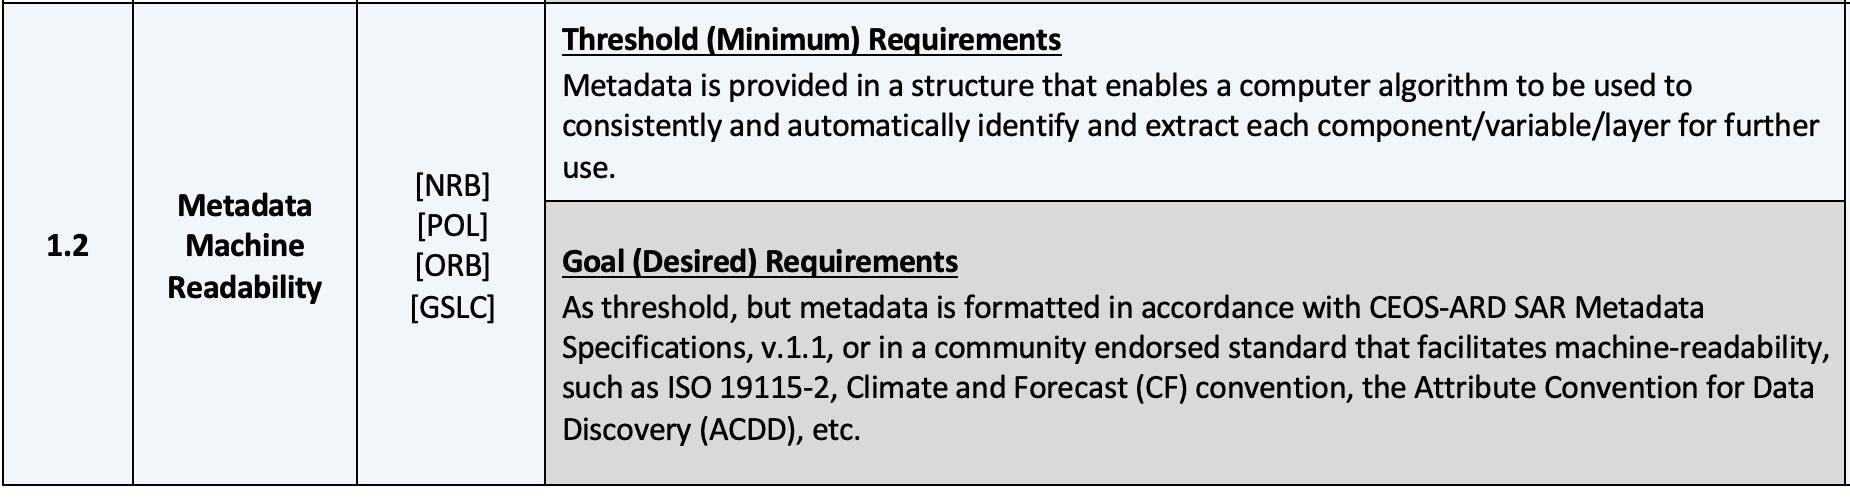 1.2
Metadata
Machine
Readability
[NRB]
[POL]
[ORB]
[GSLC]
Threshold (Minimum) Requirements
Metadata is provided in a structure that enables a computer algorithm to be used to
consistently and automatically identify and extract each component/variable/layer for further
use.
Goal (Desired) Requirements
As threshold, but metadata is formatted in accordance with CEOS-ARD SAR Metadata
Specifications, v.1.1, or in a community endorsed standard that facilitates machine-readability,
such as ISO 19115-2, Climate and Forecast (CF) convention, the Attribute Convention for Data
Discovery (ACDD), etc.